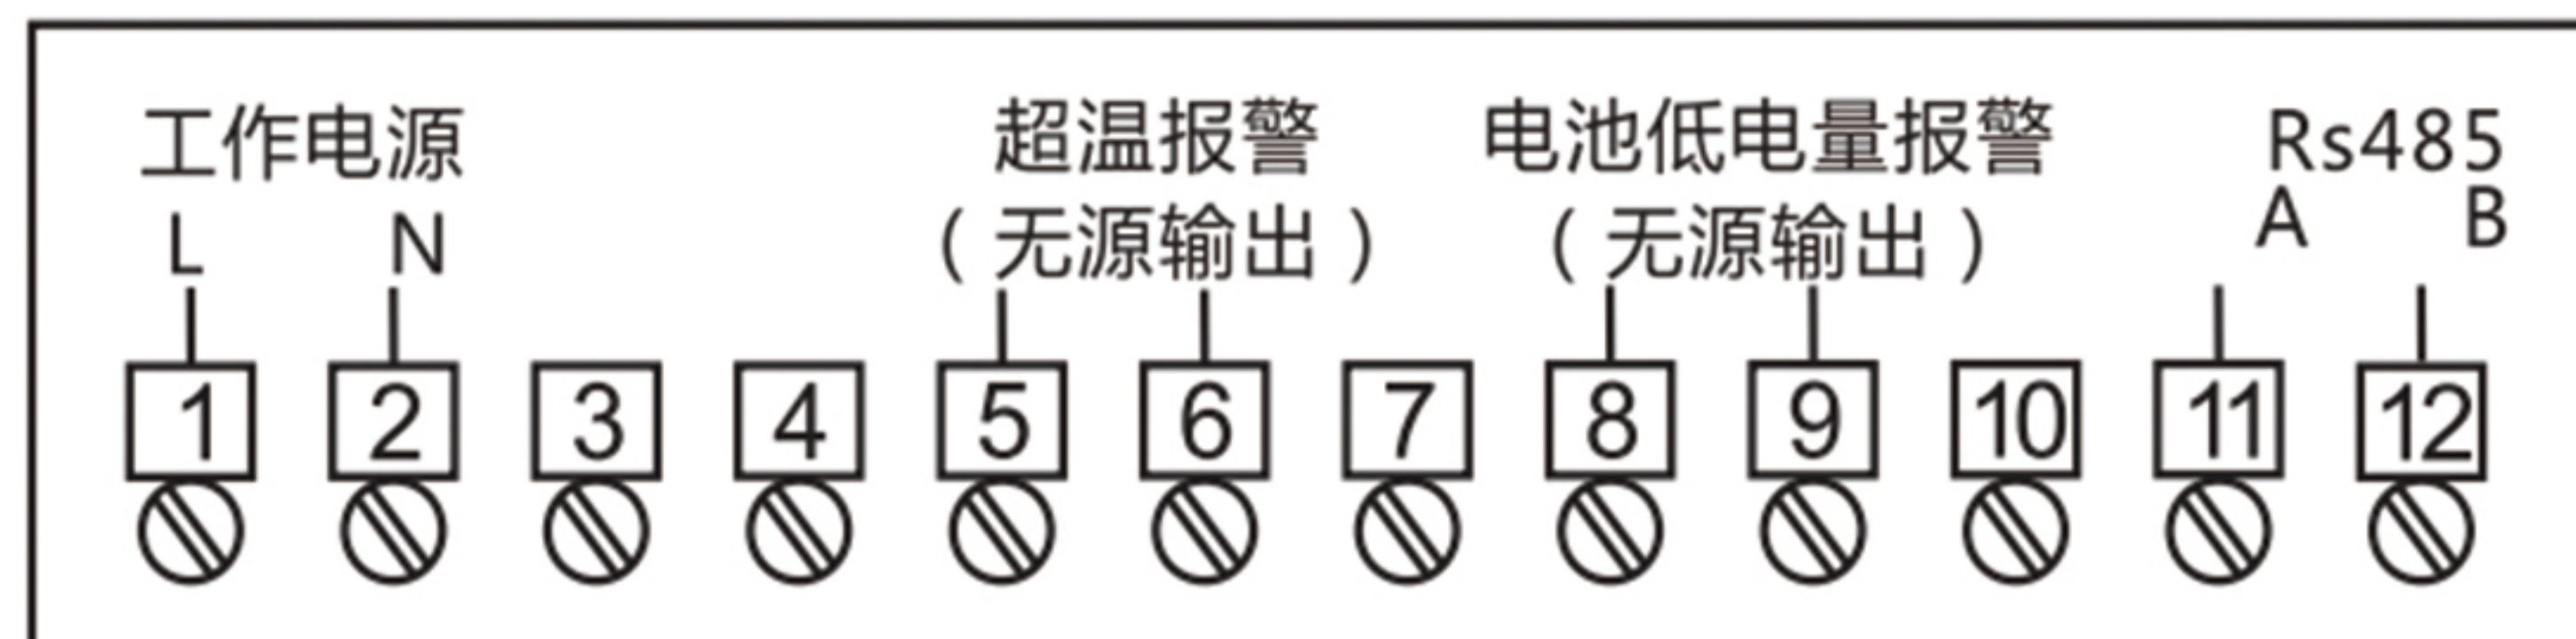 工作电源 超温报警 电池低电量报警 Rs485
L N （无源输出） （无源输出） A B
1 2 3 4 5 6 7 8 9 10 11 12